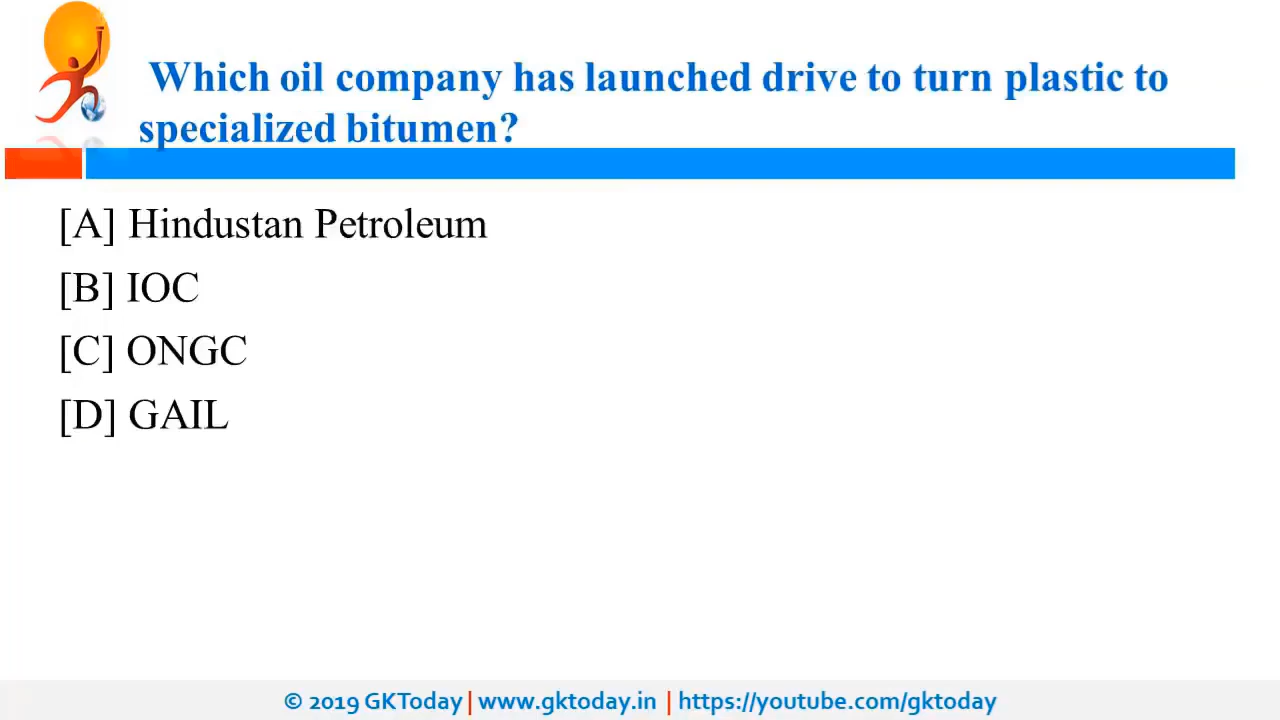 Which oil company has launched drive to turn plastic to
specialized bitumen?
[A] Hindustan Petroleum
[B] IOC
[C] ONGC
[D] GAIL
© 2019 GKToday | www.gktoday.in | https://youtube.com/gktoday